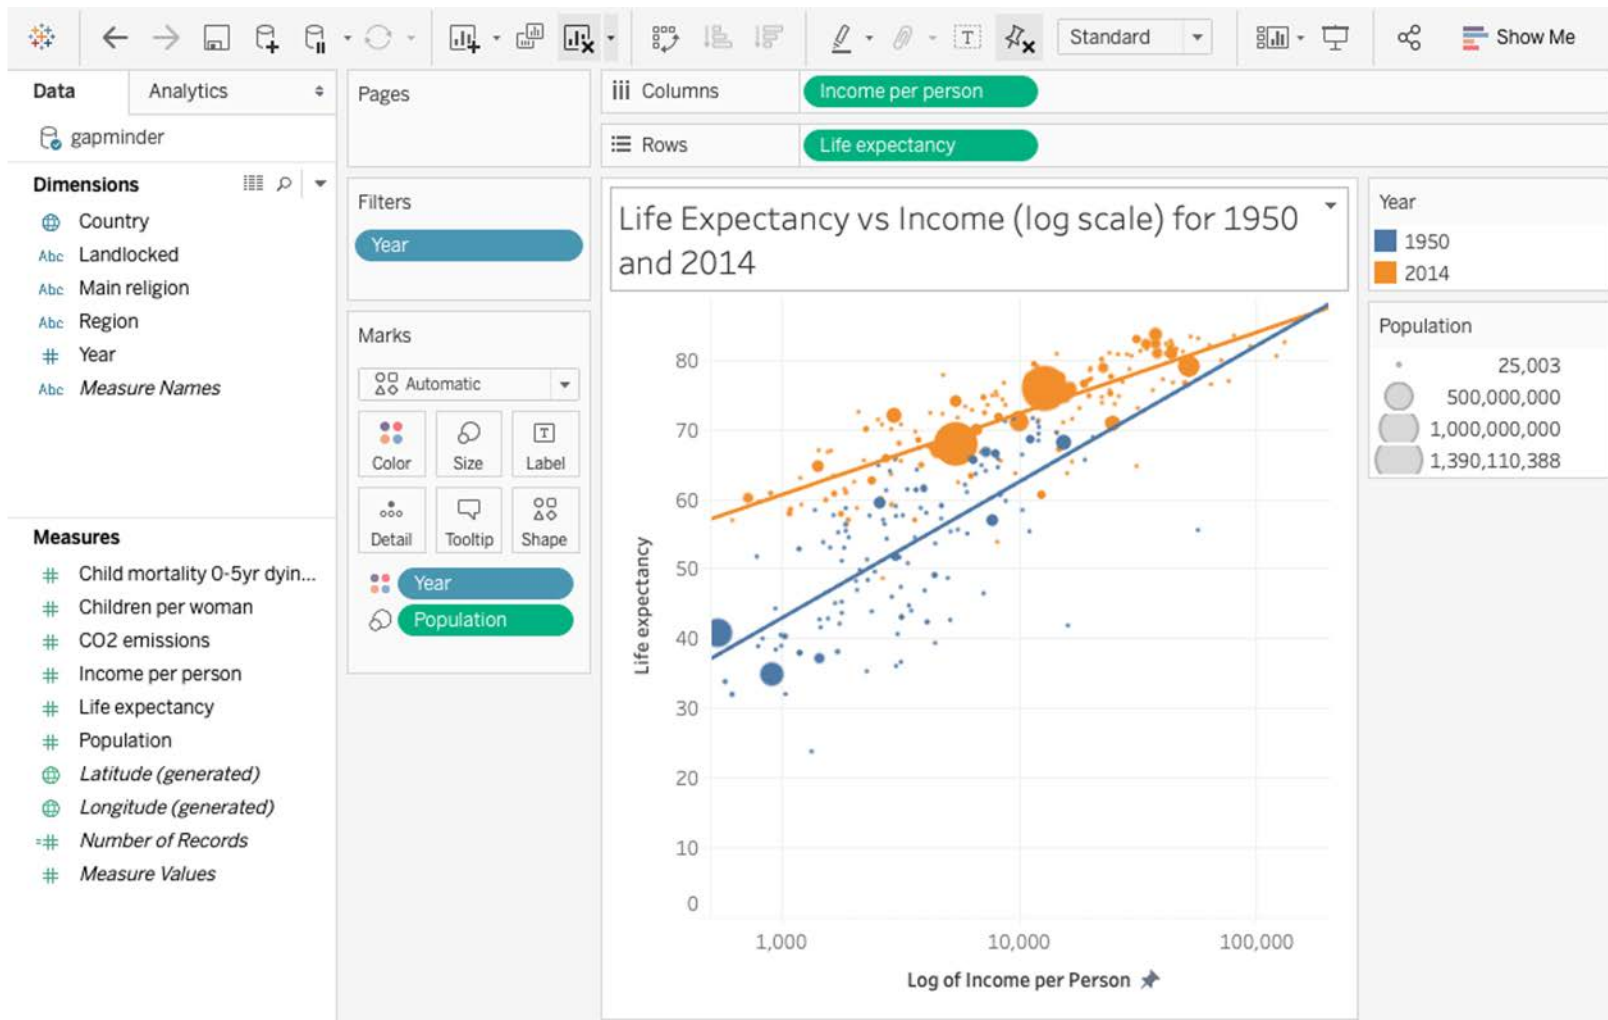 Standard
Show Me
Data
Analytics
gapminder
Dimensions
Country
Abc Landlocked
Abc Main religion
Abc Region
# Year
Abc Measure Names
Measures
# Child mortality 0-5yr dyin...
# Children per woman
# CO2 emissions
# Income per person
# Life expectancy
# Population
Latitude (generated)
Longitude (generated)
=# Number of Records
# Measure Values
Pages
Filters
Year
Marks
Automatic
Color
Size
T
Label
Detail
Tooltip
Shape
Year
Population
iii Columns
Income per person
Rows
Life expectancy
Life Expectancy vs Income (log scale) for 1950
and 2014
80
70
60
50
40
30
20
10
0
Life expectancy
1,000
10,000
100,000
Log of Income per Person
Year
1950
2014
Population
25,003
500,000,000
1,000,000,000
1,390,110,388